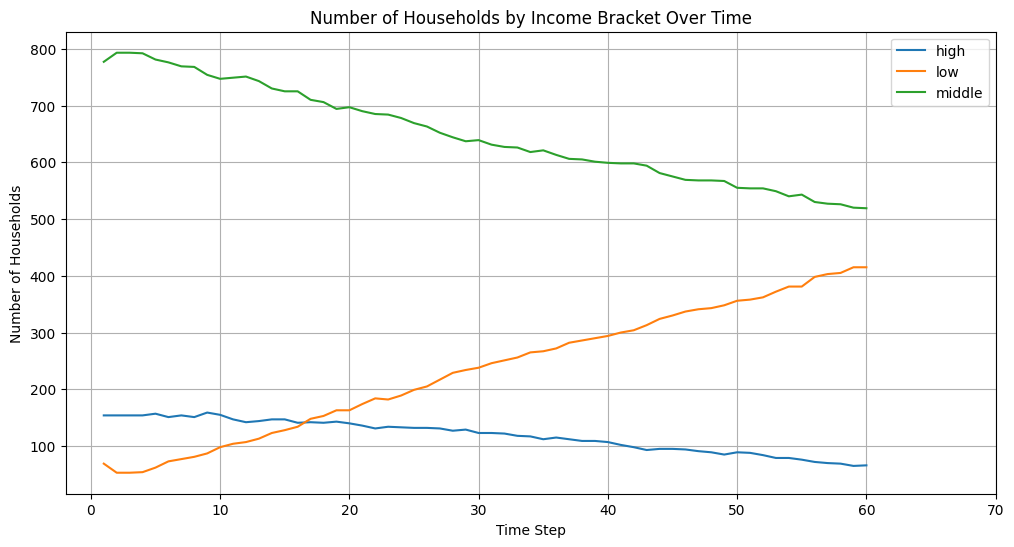 Number of Households by Income Bracket Over Time
high
low
middle
800
700
600
500
400
300
200
100
Number of Households
0 10 20 30 40 50 60 70
Time Step